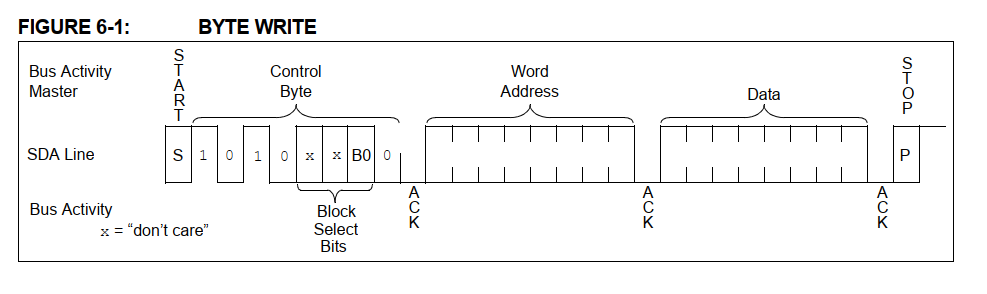 FIGURE 6-1: BYTE WRITE
Bus Activity
Master
START
Control
Byte
Word
Address
Data
STOP
SDA Line
S 1 0 1 0 x x B0 0
P
Bus Activity
x = “don’t care”
Block
Select
Bits
ACK
ACK
ACK